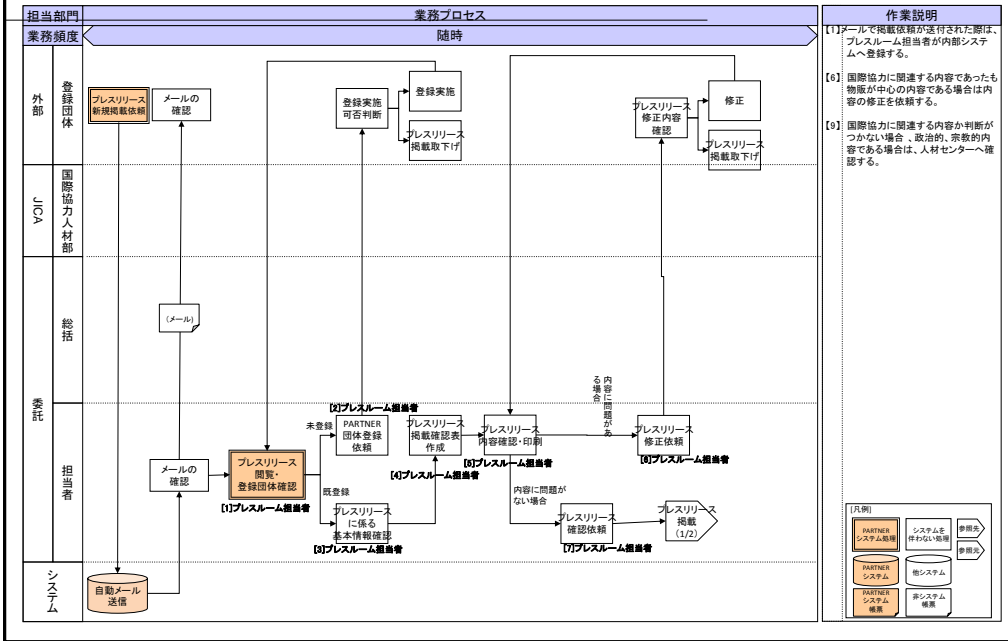 担当部門
業務プロセス
作業説明
業務頻度
随時
外部
登録団体
JICA
国際協力人材部
委託
総括
担当者
システム
プレスリリース
新規掲載依頼
メールの
確認
登録実施
可否判断
登録実施
プレスリリース
掲載取下げ
プレスリリース
修正内容
確認
修正
プレスリリース
掲載取下げ
(メール)
メールの
確認
プレスリリース
閲覧・
登録団体確認
[1]プレスルーム担当者
未登録
既登録
[2]プレスルーム担当者
PARTNER
団体登録
依頼
プレスリリース
に係る
基本情報確認
[3]プレスルーム担当者
プレスリリース
掲載確認表
作成
[4]プレスルーム担当者
プレスリリース
内容確認・印刷
[5]プレスルーム担当者
内容に問題があ
る場合
プレスリリース
修正依頼
[6]プレスルーム担当者
内容に問題が
ない場合
プレスリリース
確認依頼
[7]プレスルーム担当者
プレスリリース
掲載
(1/2)
自動メール
送信
【1】メールで掲載依頼が送付された際は、
プレスルーム担当者が内部システ
ムへ登録する。
【6】 国際協力に関連する内容であっても
物販が中心の内容である場合は内
容の修正を依頼する。
【9】 国際協力に関連する内容か判断が
つかない場合 、政治的、宗教的内
容である場合は、人材センターへ確
認する。
[凡例]
PARTNER
システム処理
システムを
伴わない処理
参照先
参照元
PARTNER
システム
他システム
PARTNER
システム
帳票
非システム
帳票